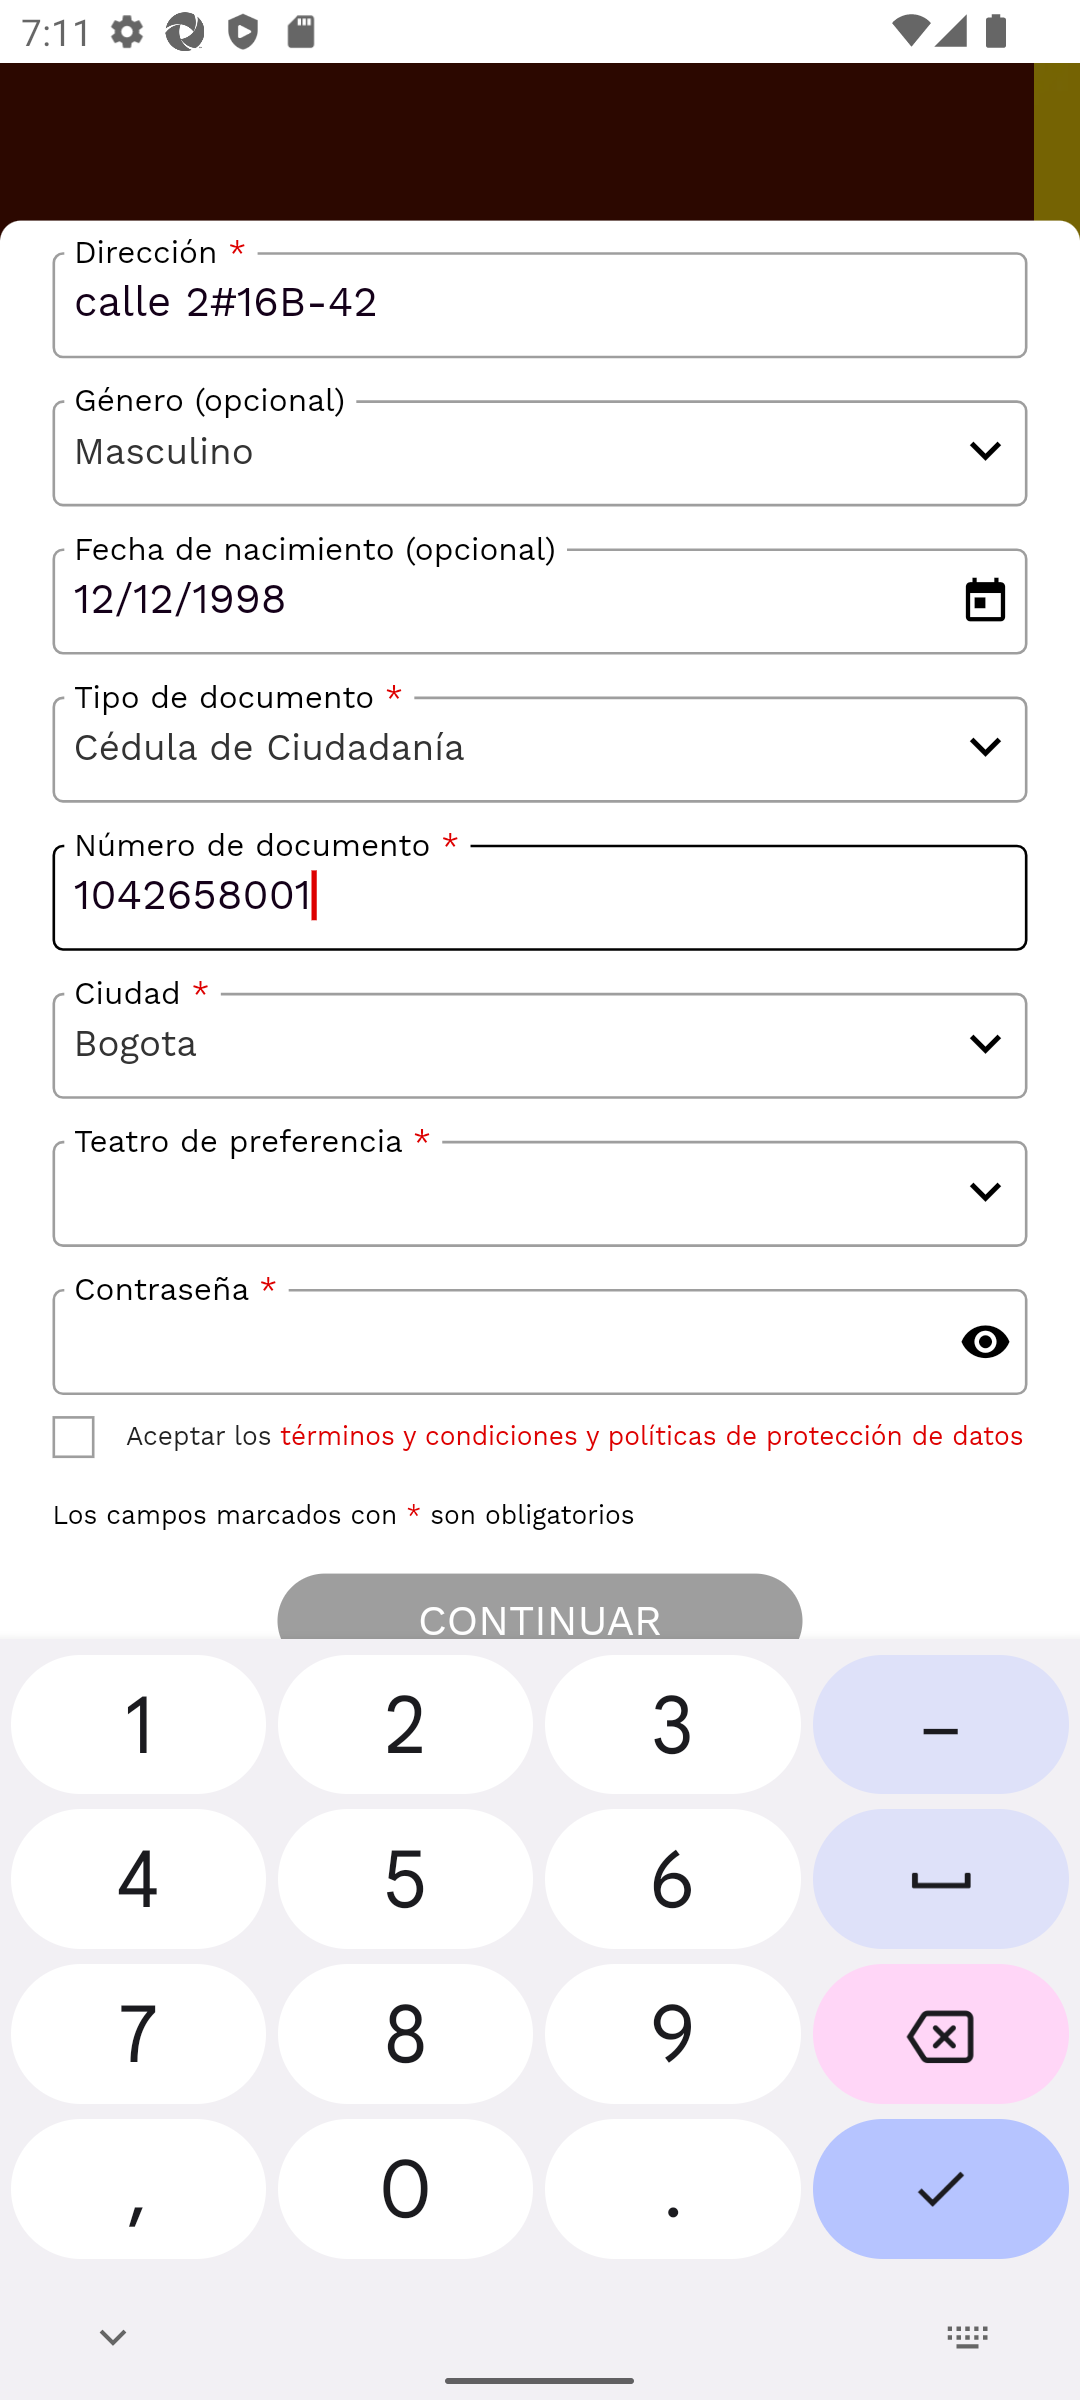 7:11
Dirección *
calle 2#16B-42
Género (opcional)
Masculino
Fecha de nacimiento (opcional)
12/12/1998
Tipo de documento *
Cédula de Ciudadanía
Número de documento *
1042658001
Ciudad *
Bogota
Teatro de preferencia *
Contraseña *
Aceptar los términos y condiciones y políticas de protección de datos
Los campos marcados con * son obligatorios
CONTINUAR
1 2 3 –
4 5 6
7 8 9
, 0 .